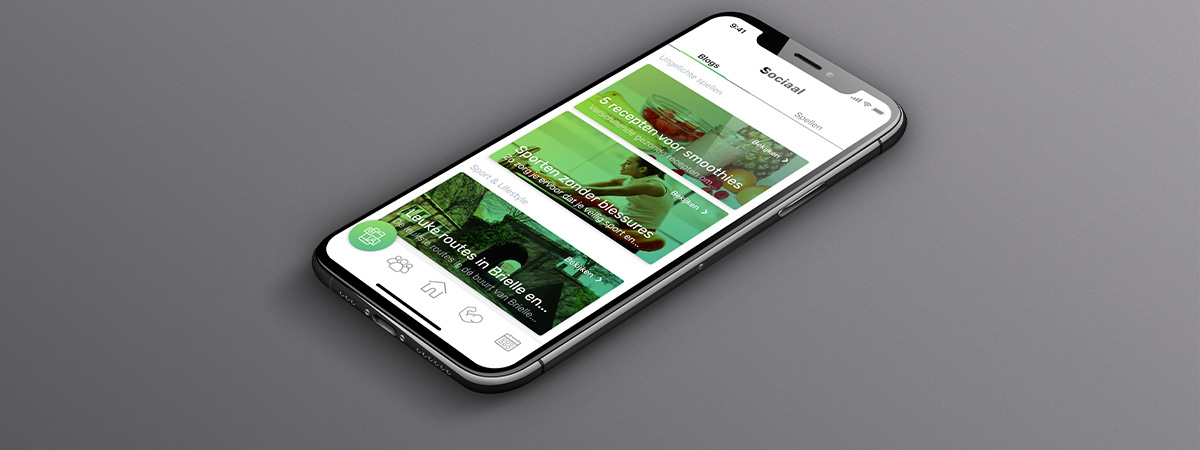 9:41
Sociaal
Blogs
Spellen
Uitgelichte spellen
5 recepten voor smoothies
Verschillende gezonde recepten om...
Bekijken
Sporten zonder blessures
Zo zorg je ervoor dat je veilig sport en...
Bekijken
Sport & Lifestyle
Leuke routes in Brielle en...
De leukste routes in de buurt van Brielle...
Bekijken